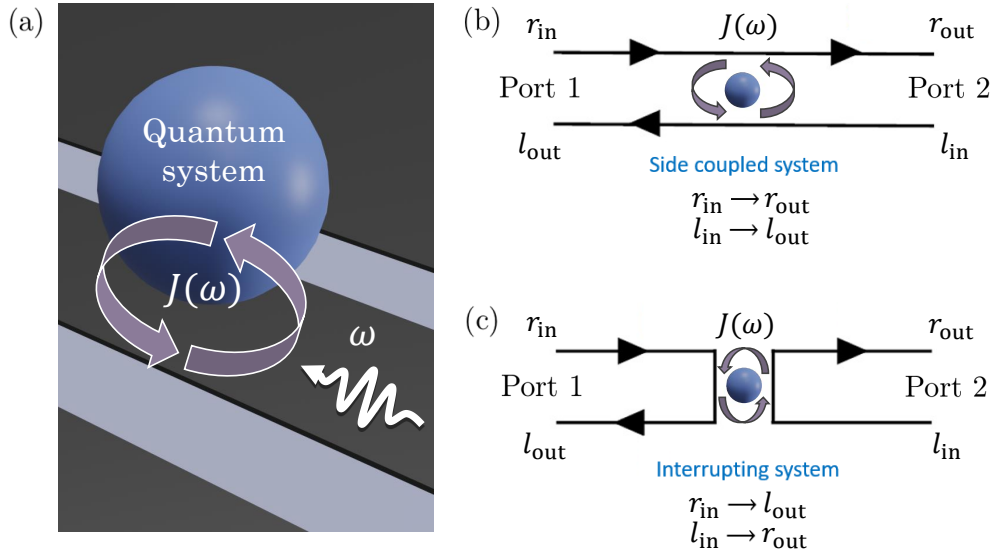 (a)
Quantum
system
J(ω)
ω
(b)
r_in
J(ω)
r_out
Port 1
Port 2
l_out
l_in
Side coupled system
r_in → r_out
l_in → l_out
(c)
r_in
J(ω)
r_out
Port 1
Port 2
l_out
l_in
Interrupting system
r_in → l_out
l_in → r_out